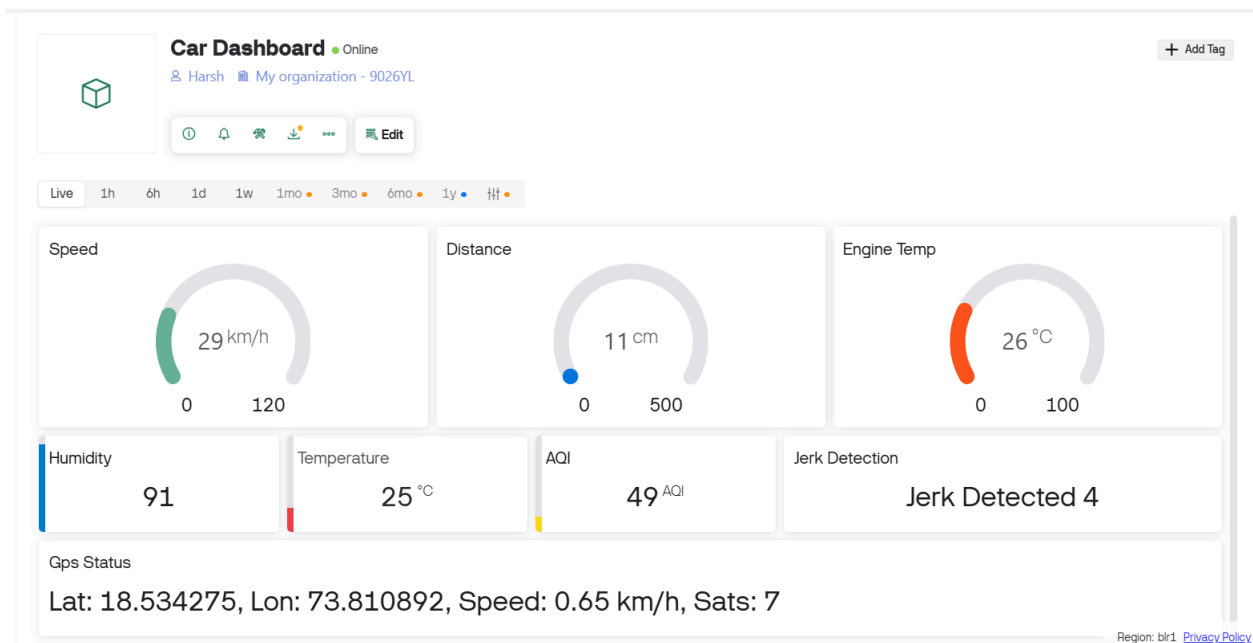 Car Dashboard Online
Harsh My organization - 9026YL
Add Tag
Edit
Live 1h 6h 1d 1w 1mo 3mo 6mo 1y
Speed
29 km/h
0 120
Distance
11 cm
0 500
Engine Temp
26 °C
0 100
Humidity
91
Temperature
25 °C
AQI
49 AQI
Jerk Detection
Jerk Detected 4
Gps Status
Lat: 18.534275, Lon: 73.810892, Speed: 0.65 km/h, Sats: 7
Region: blr1 Privacy Policy